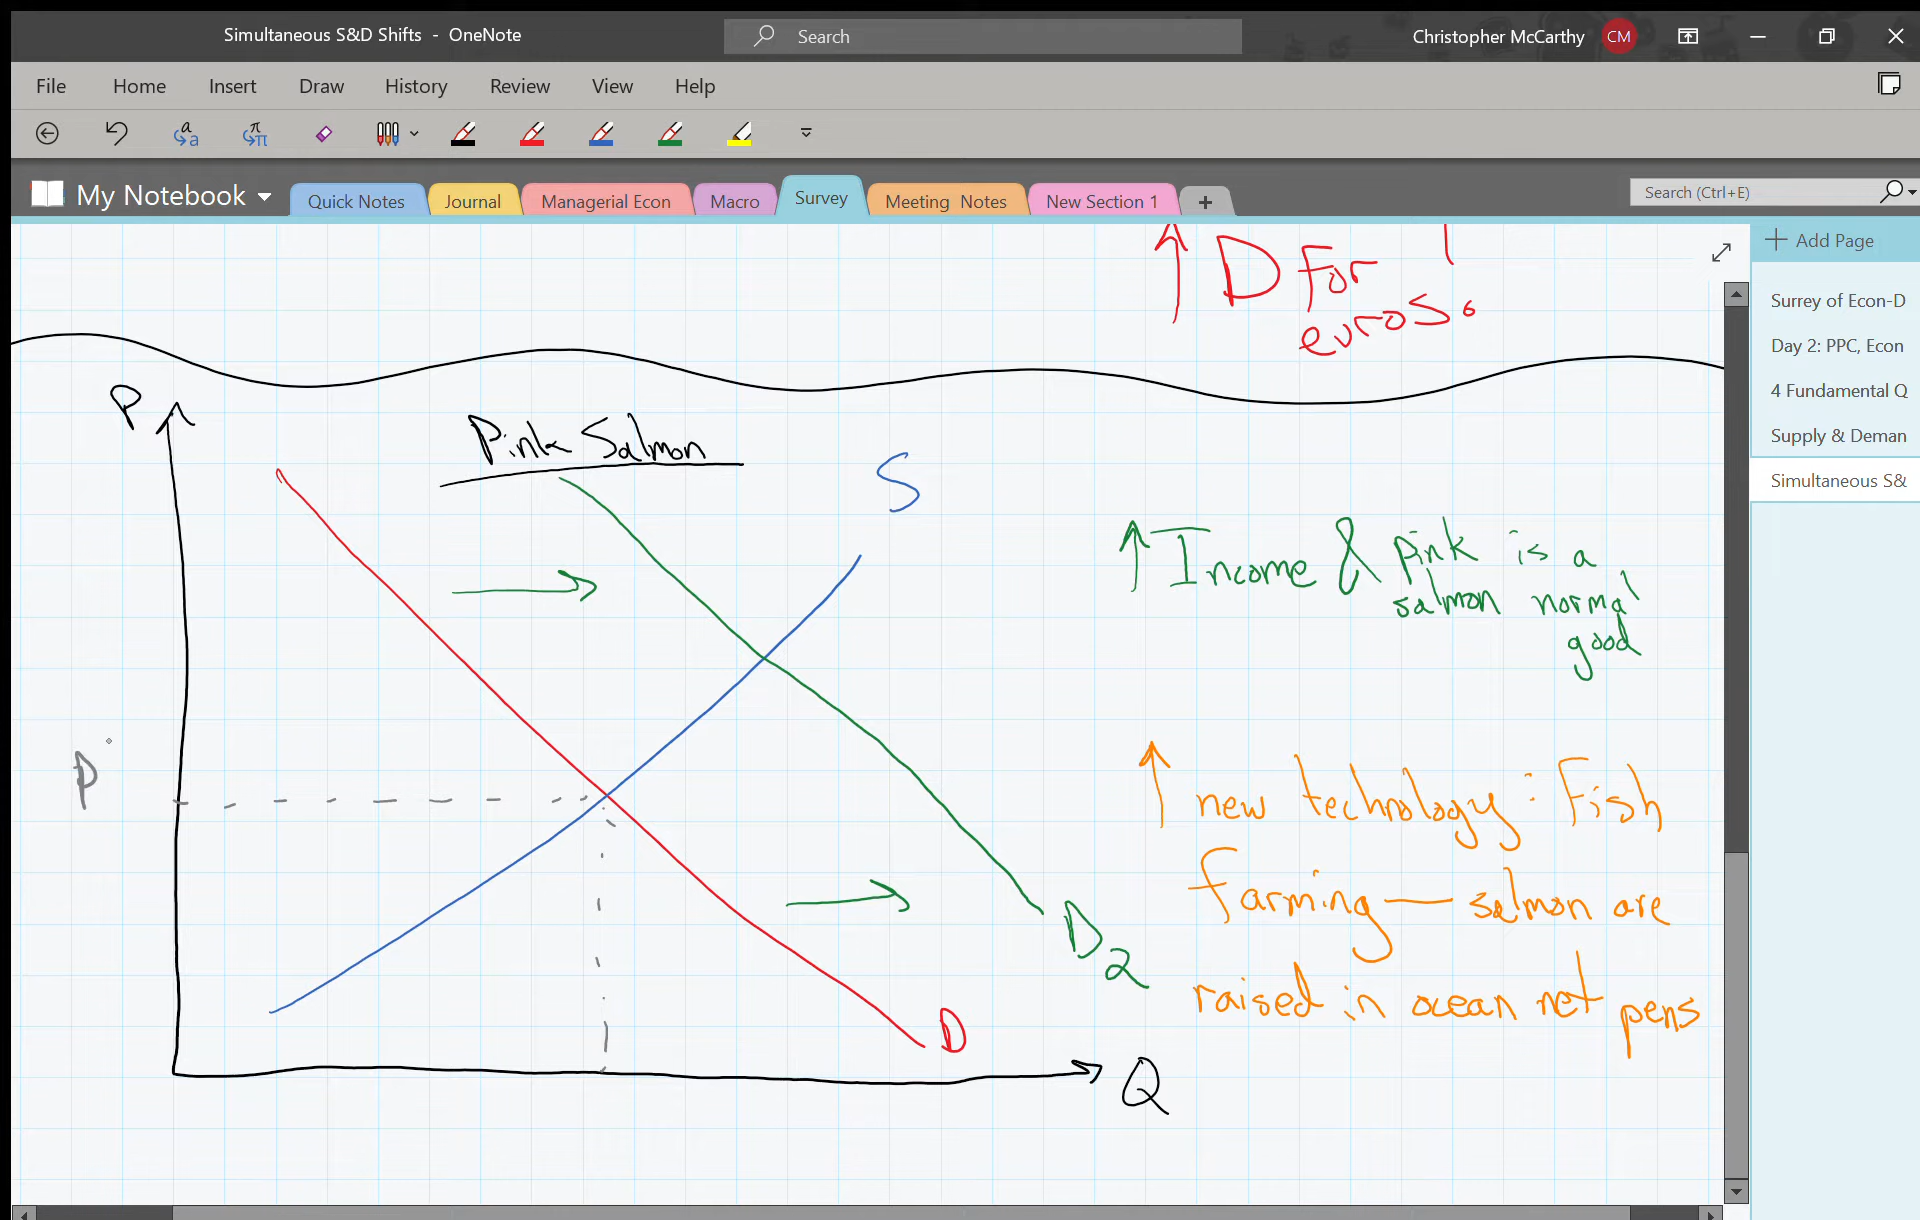 Simultaneous S&D Shifts - OneNote
Search
Christopher McCarthy CM
File Home Insert Draw History Review View Help
My Notebook
Quick Notes Journal Managerial Econ Macro Survey Meeting Notes New Section 1 +
Search (Ctrl+E)
Add Page
Surrey of Econ-D
Day 2: PPC, Econ
4 Fundamental Q
Supply & Deman
Simultaneous S&
↑ D For
euros.
P
Pink Salmon
S
↑ Income & pink is a
salmon normal
good
P
↑ new technology: Fish
Farming — salmon are
raised in ocean net pens
D2
D
Q